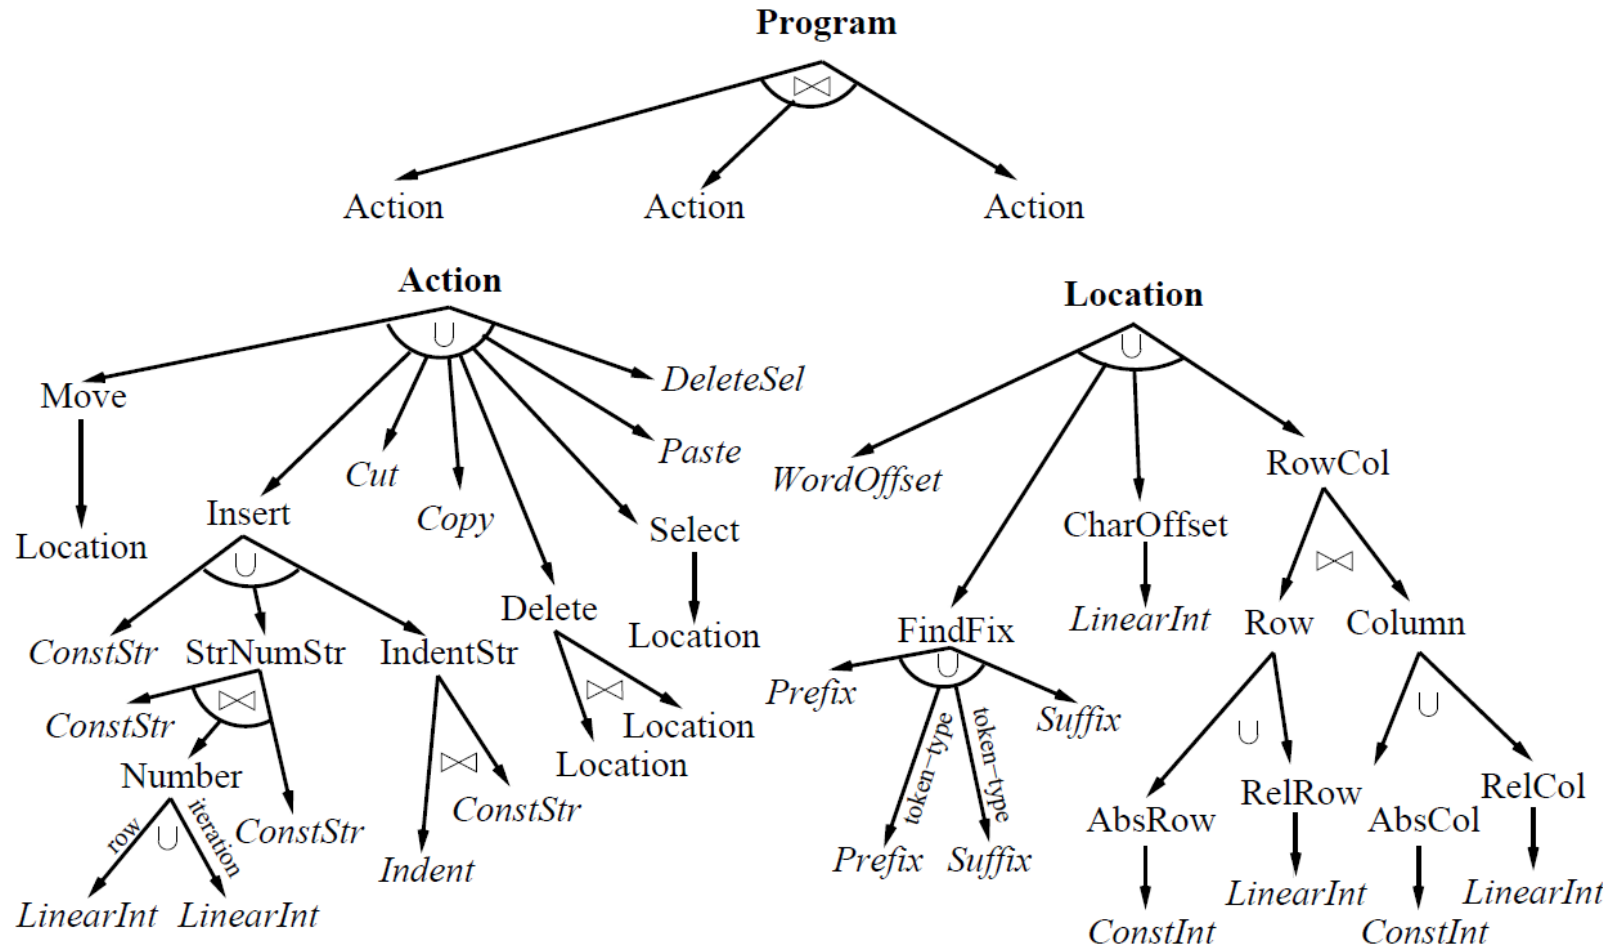 Program
⋈
Action Action Action
Action
∪
Move
Location
Insert
Cut
Copy
Delete
Select
Location
Paste
DeleteSel
∪
ConstStr
StrNumStr
IndentStr
⋈
ConstStr
Number
ConstStr
row
∪
iteration
LinearInt LinearInt
⋈
Indent
ConstStr
⋈
Location
Location
Location
∪
WordOffset
FindFix
CharOffset
RowCol
∪
Prefix
token−type
token−type
Suffix
Prefix Suffix
LinearInt
⋈
Row Column
∪
AbsRow
RelRow
ConstInt
LinearInt
∪
AbsCol
RelCol
ConstInt
LinearInt